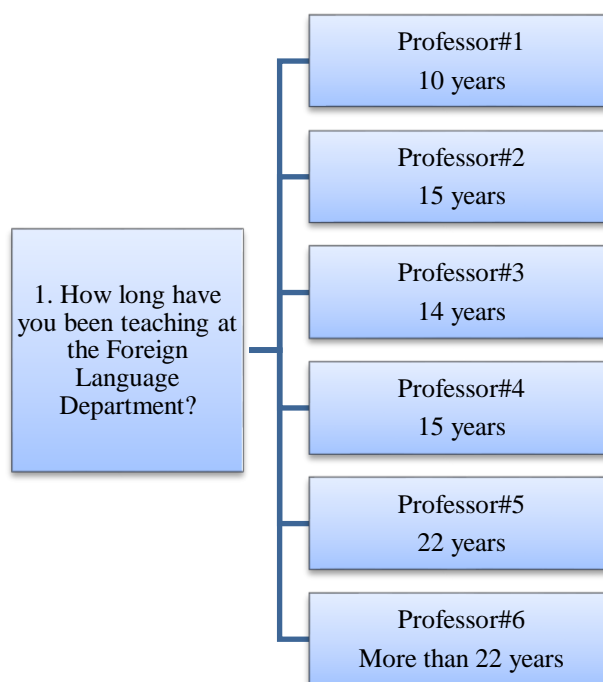 1. How long have
you been teaching at
the Foreign
Language
Department?
Professor#1
10 years
Professor#2
15 years
Professor#3
14 years
Professor#4
15 years
Professor#5
22 years
Professor#6
More than 22 years